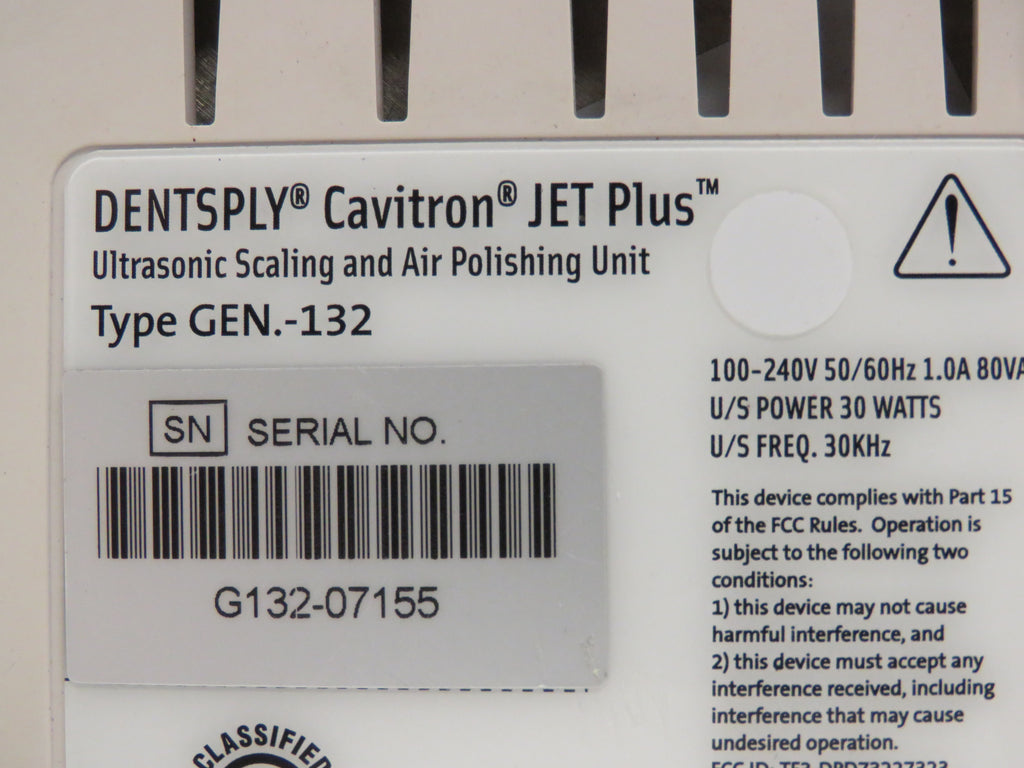 DENTSPLY® Cavitron® JET Plus™
Ultrasonic Scaling and Air Polishing Unit
Type GEN.-132
SN SERIAL NO.
G132-07155
CLASSIFIED
100-240V 50/60Hz 1.0A 80VA
U/S POWER 30 WATTS
U/S FREQ. 30KHz
This device complies with Part 15
of the FCC Rules. Operation is
subject to the following two
conditions:
1) this device may not cause
harmful interference, and
2) this device must accept any
interference received, including
interference that may cause
undesired operation.
FCC ID: